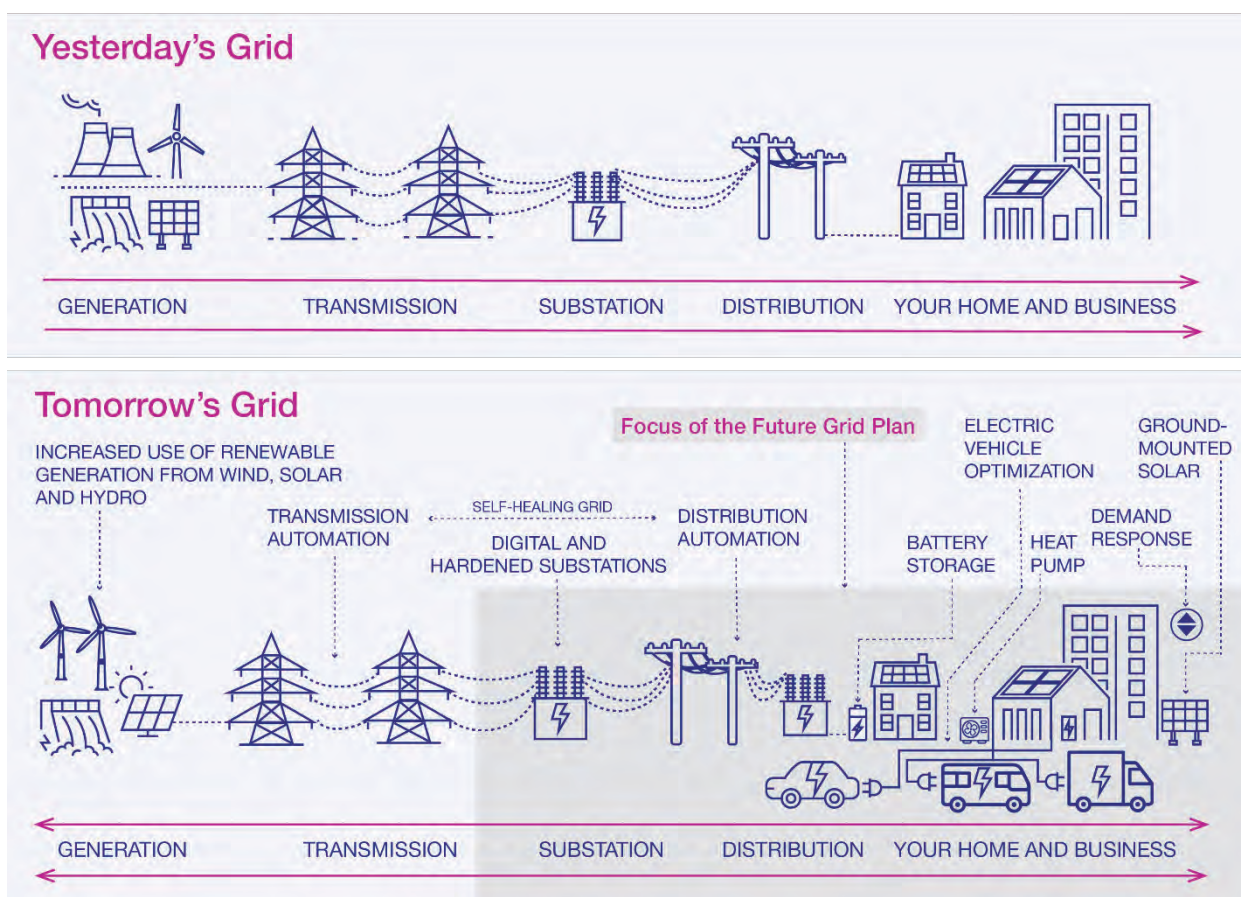 Yesterday's Grid
GENERATION
TRANSMISSION
SUBSTATION
DISTRIBUTION
YOUR HOME AND BUSINESS
Tomorrow's Grid
INCREASED USE OF RENEWABLE
GENERATION FROM WIND, SOLAR
AND HYDRO
TRANSMISSION
AUTOMATION
SELF-HEALING GRID
DIGITAL AND
HARDENED SUBSTATIONS
DISTRIBUTION
AUTOMATION
Focus of the Future Grid Plan
BATTERY
STORAGE
ELECTRIC
VEHICLE
OPTIMIZATION
HEAT
PUMP
DEMAND
RESPONSE
GROUND-
MOUNTED
SOLAR
GENERATION
TRANSMISSION
SUBSTATION
DISTRIBUTION
YOUR HOME AND BUSINESS